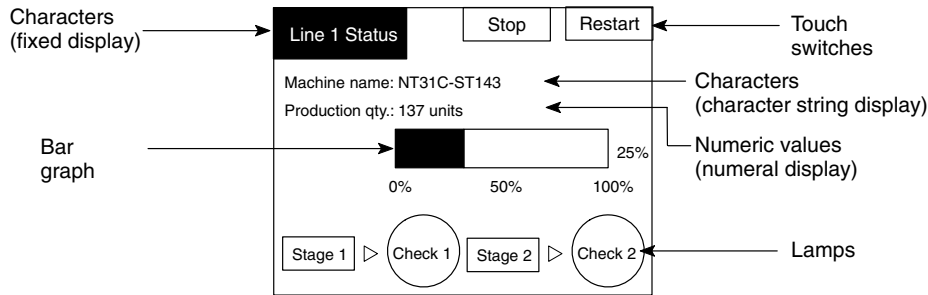 Characters
(fixed display)
Line 1 Status
Stop
Restart
Touch
switches
Machine name: NT31C-ST143
Characters
(character string display)
Production qty.: 137 units
Bar
graph
25%
Numeric values
(numeral display)
0%
50%
100%
Stage 1
Check 1
Stage 2
Check 2
Lamps